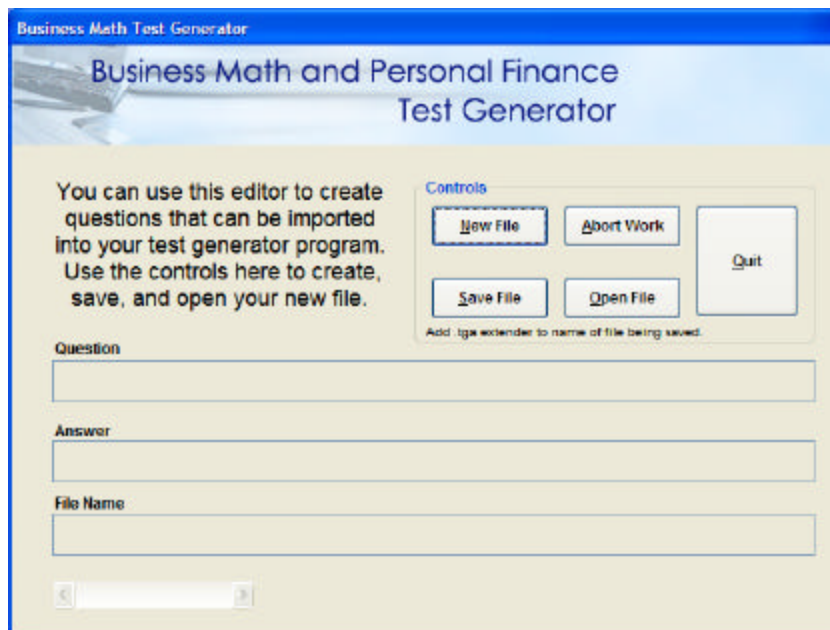 Business Math Test Generator
Business Math and Personal Finance
Test Generator
You can use this editor to create
questions that can be imported
into your test generator program.
Use the controls here to create,
save, and open your new file.
Controls
New File
Abort Work
Quit
Save File
Open File
Add .tga extender to name of file being saved.
Question
Answer
File Name